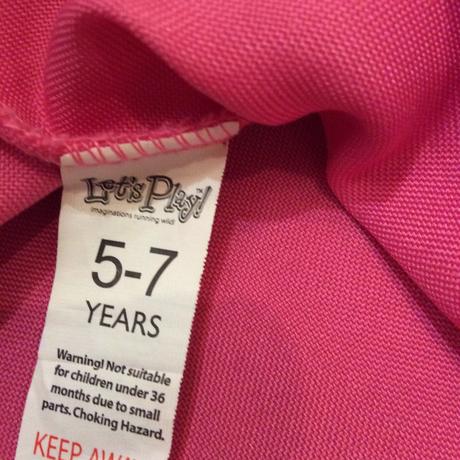 Let's Play!™
imaginations running wild!
5-7
YEARS
Warning! Not suitable
for children under 36
months due to small
parts. Choking Hazard.
KEEP